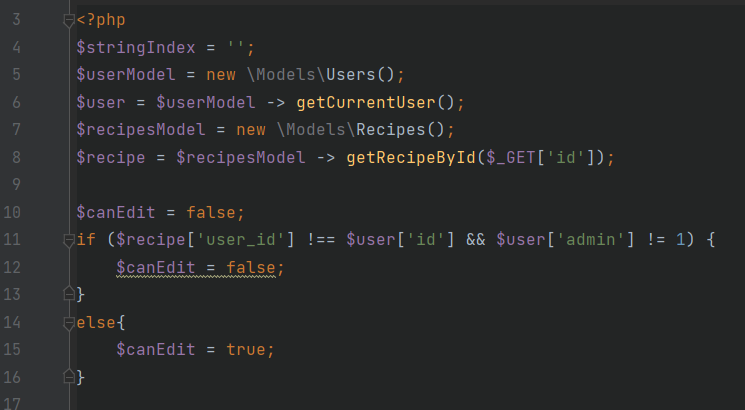 3 <?php
4 $stringIndex = '';
5 $userModel = new \Models\Users();
6 $user = $userModel -> getCurrentUser();
7 $recipesModel = new \Models\Recipes();
8 $recipe = $recipesModel -> getRecipeById($_GET['id']);
9
10 $canEdit = false;
11 if ($recipe['user_id'] !== $user['id'] && $user['admin'] != 1) {
12     $canEdit = false;
13 }
14 else{
15     $canEdit = true;
16 }
17